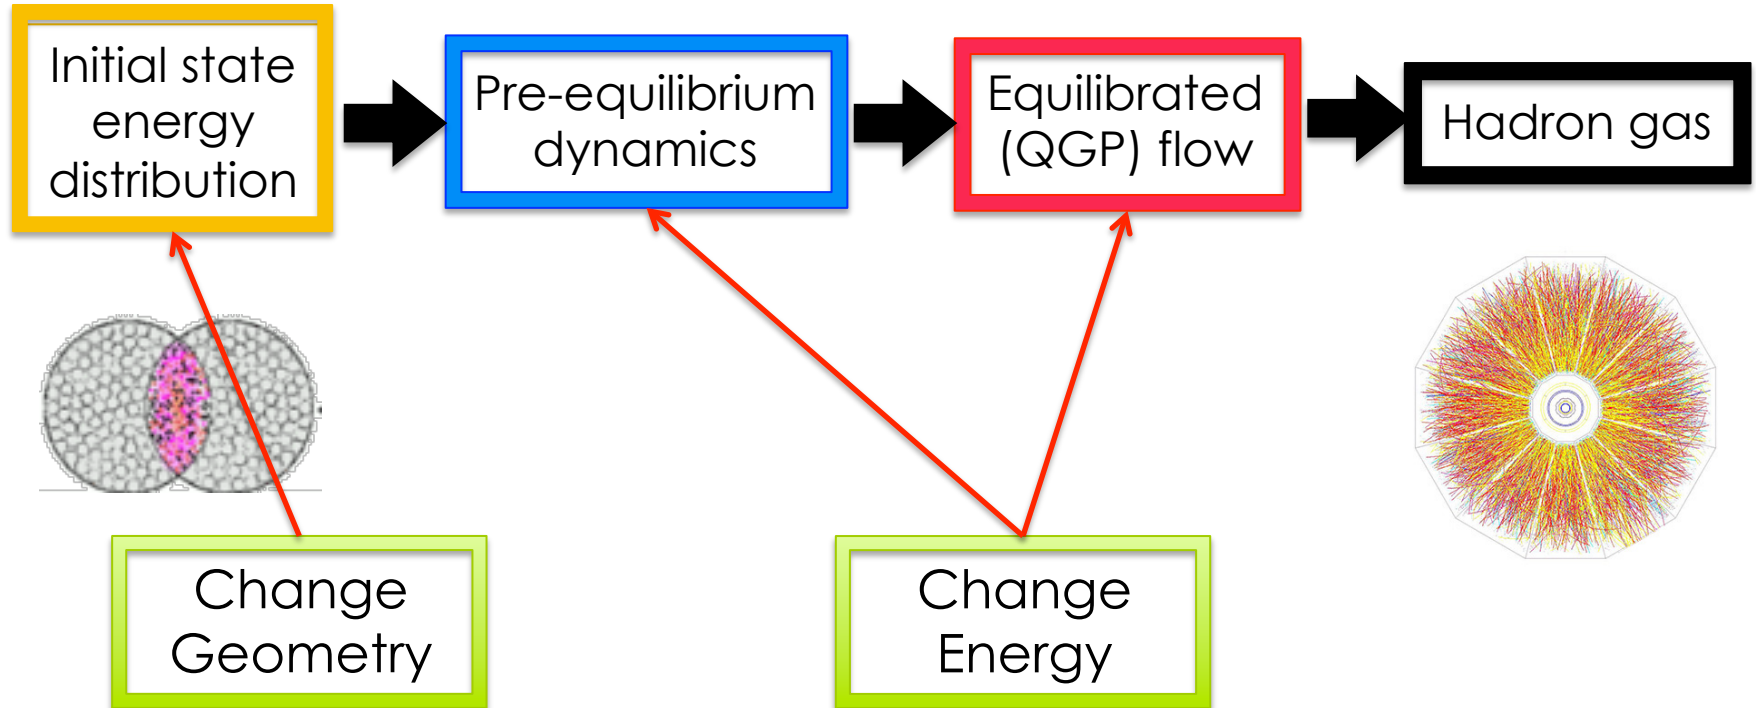 Initial state
energy
distribution
Pre-equilibrium
dynamics
Equilibrated
(QGP) flow
Hadron gas
Change
Geometry
Change
Energy